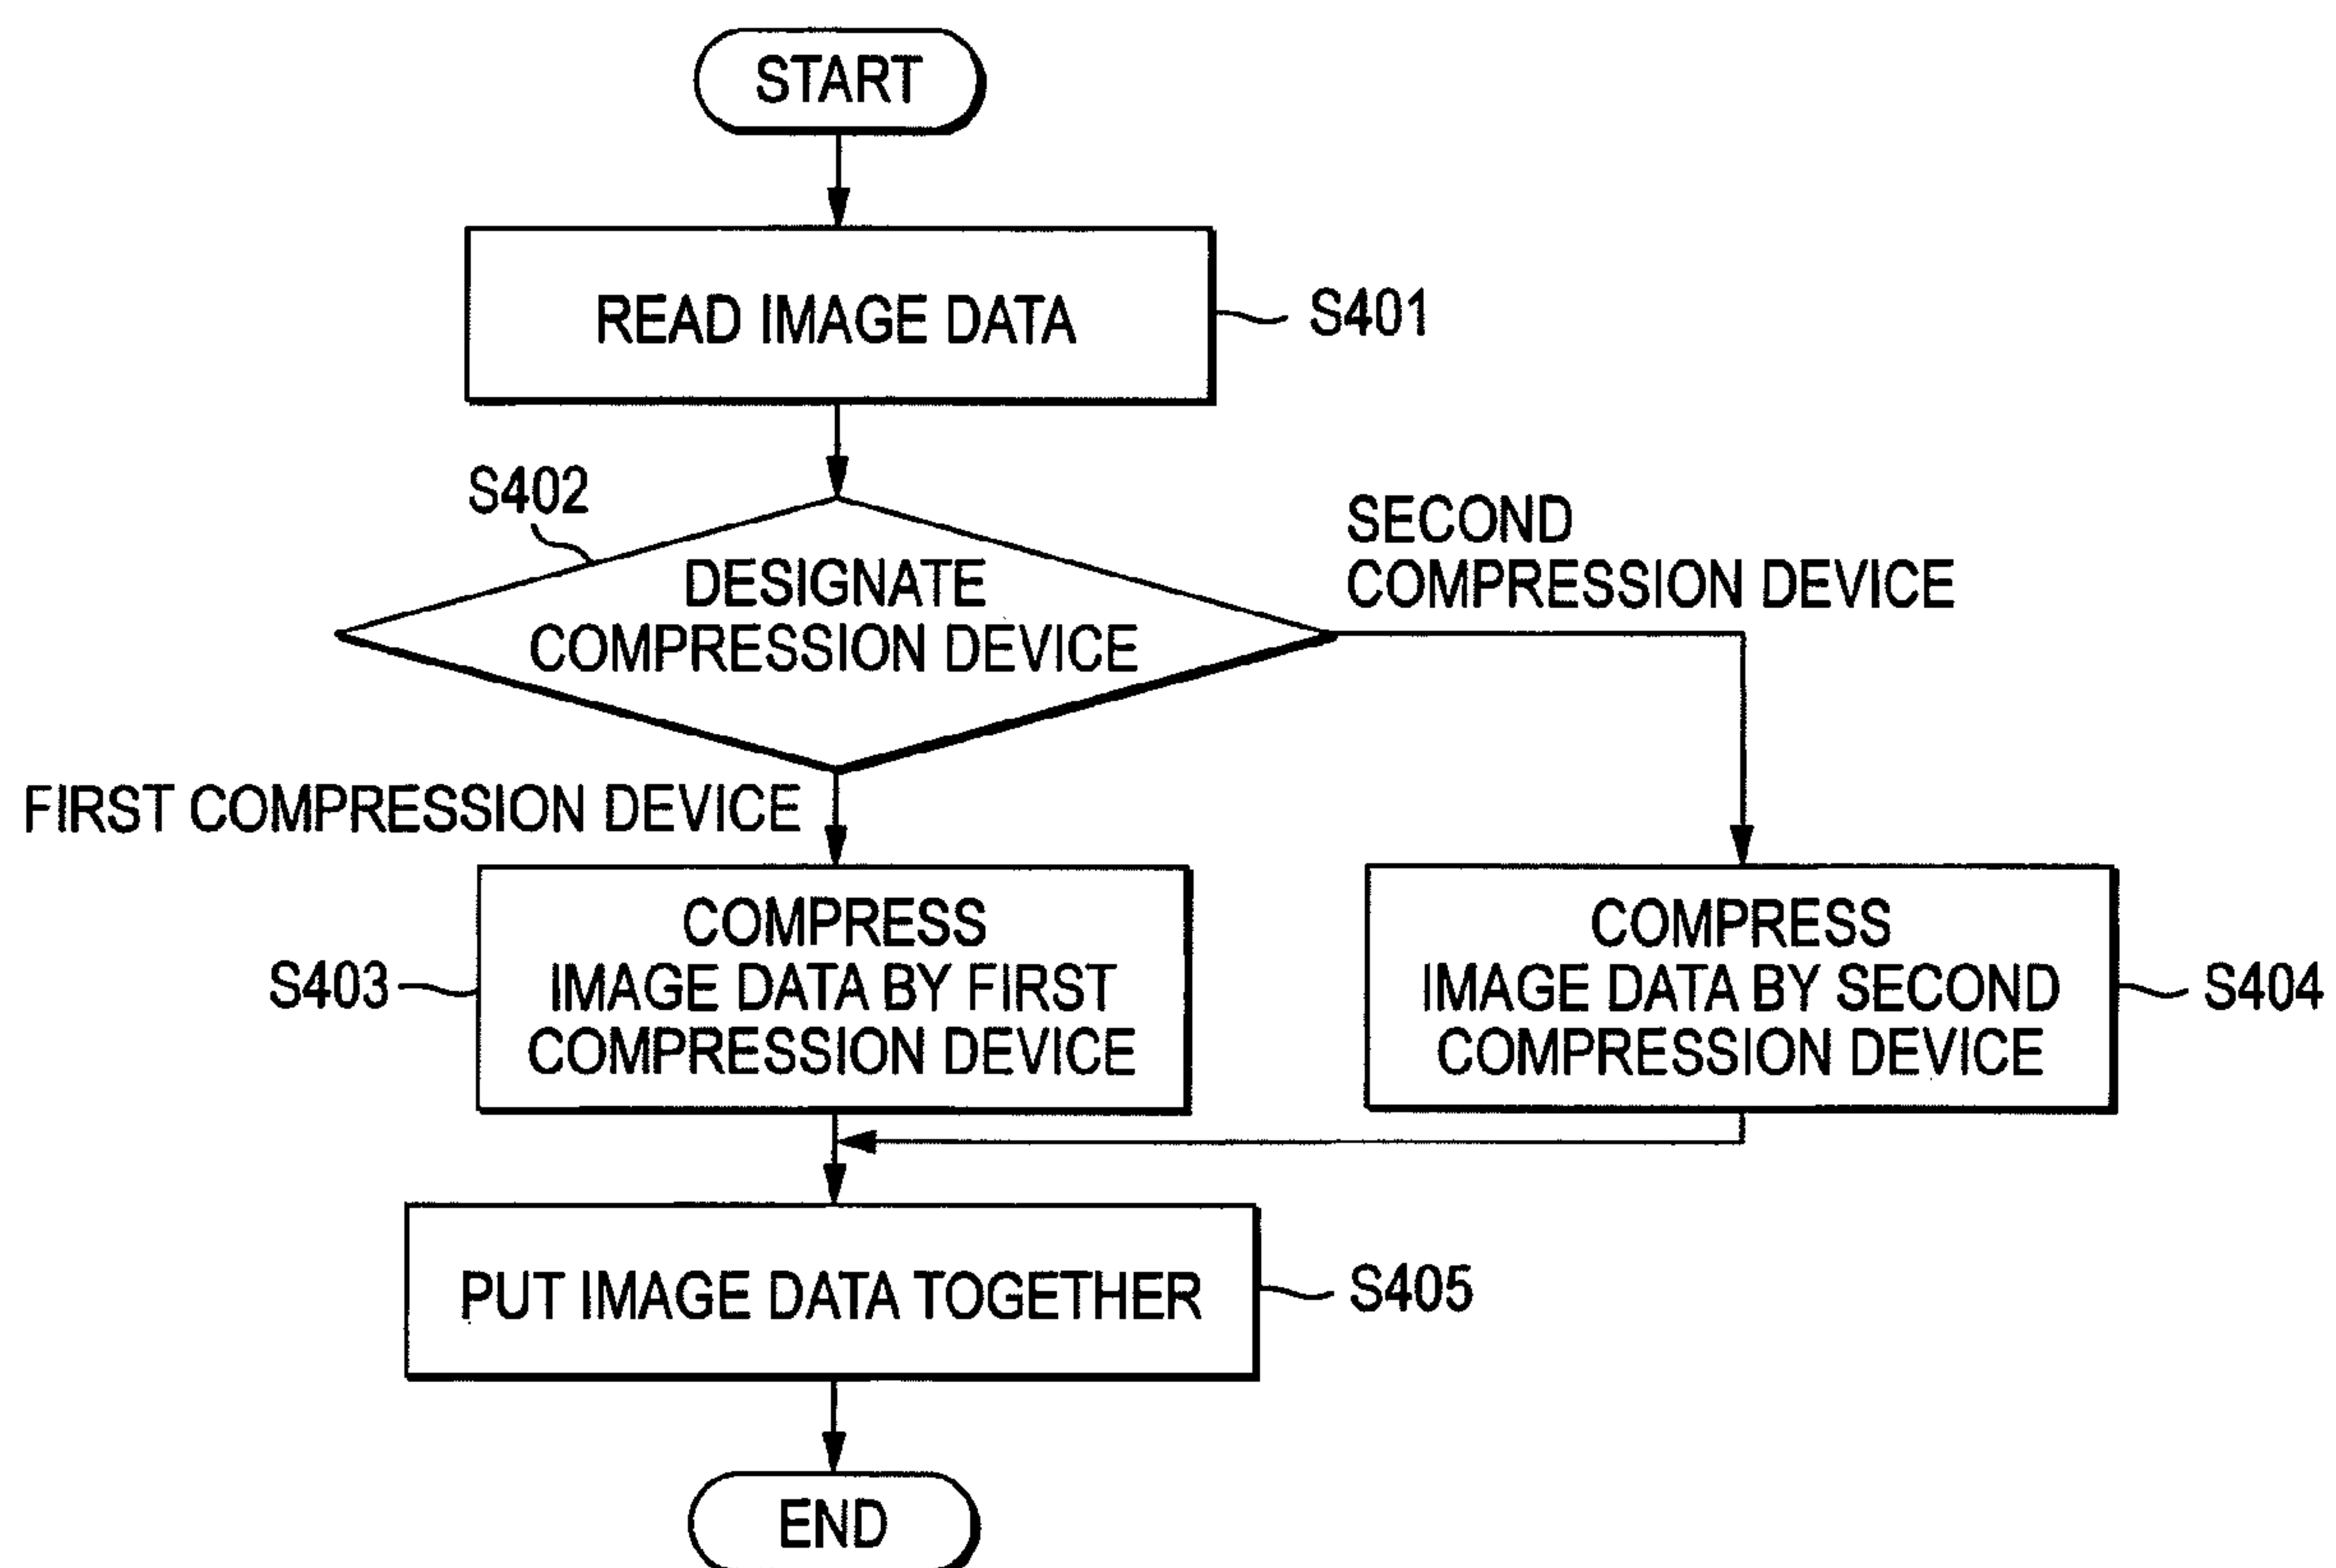 START
READ IMAGE DATA
S401
S402
DESIGNATE
COMPRESSION DEVICE
SECOND
COMPRESSION DEVICE
FIRST COMPRESSION DEVICE
S403
COMPRESS
IMAGE DATA BY FIRST
COMPRESSION DEVICE
COMPRESS
IMAGE DATA BY SECOND
COMPRESSION DEVICE
S404
PUT IMAGE DATA TOGETHER
S405
END